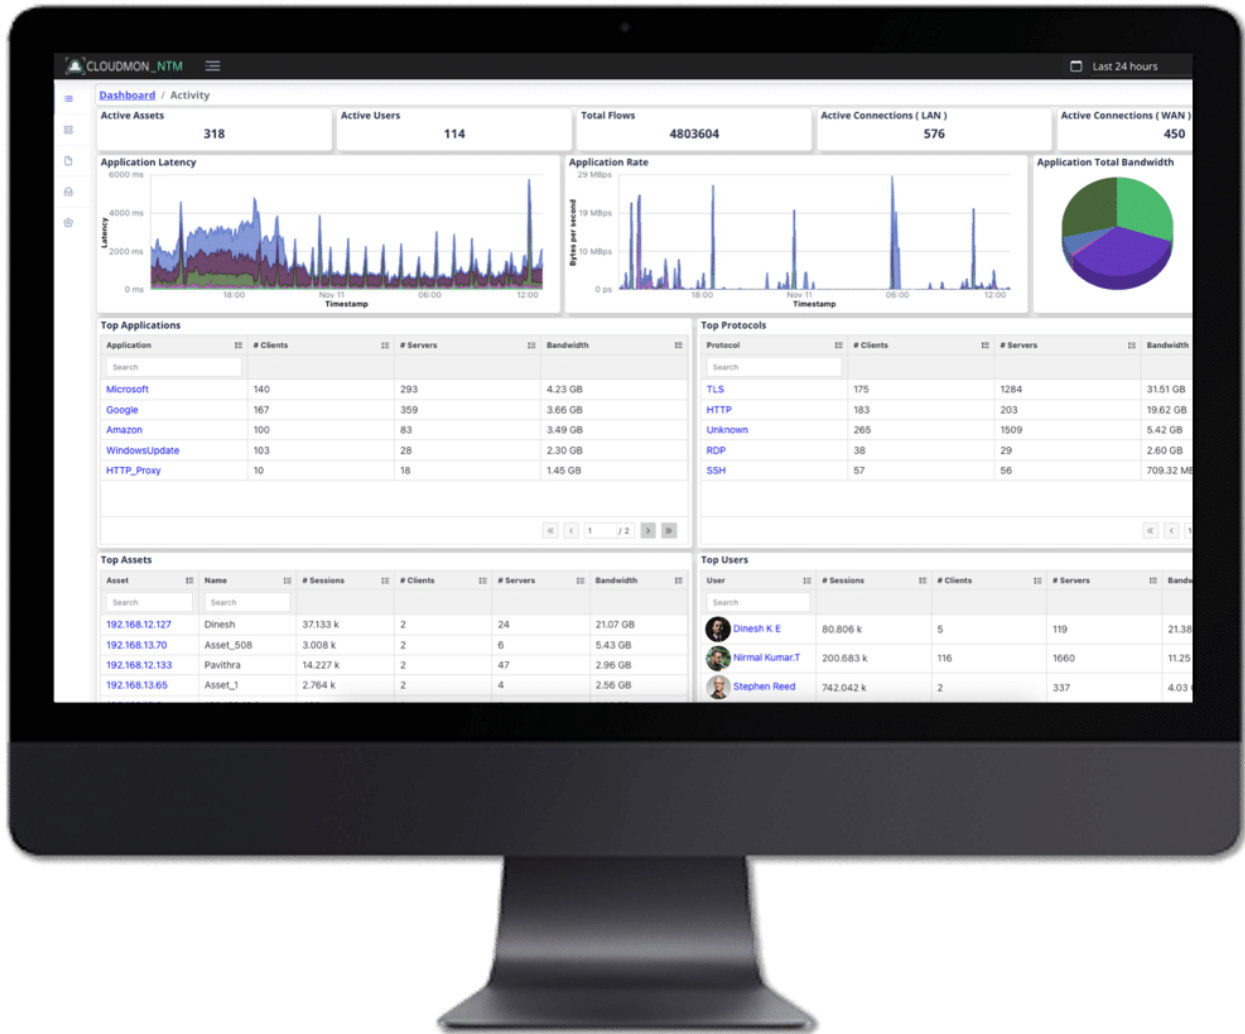 CLOUDMON_NTM
Last 24 hours
Dashboard / Activity
Active Assets
318
Active Users
114
Total Flows
4803604
Active Connections ( LAN )
576
Active Connections ( WAN )
450
Application Latency
6000 ms
4000 ms
2000 ms
0 ms
Latency
18:00 Nov 11 06:00 12:00
Timestamp
Application Rate
29 MBps
19 MBps
10 MBps
0 ps
Bytes per second
18:00 Nov 11 06:00 12:00
Timestamp
Application Total Bandwidth
Top Applications
Application # Clients # Servers Bandwidth
Search
Microsoft 140 293 4.23 GB
Google 167 359 3.66 GB
Amazon 100 83 3.49 GB
WindowsUpdate 103 28 2.30 GB
HTTP_Proxy 10 18 1.45 GB
« ‹ 1 / 2 › »
Top Protocols
Protocol # Clients # Servers Bandwidth
Search
TLS 175 1284 31.51 GB
HTTP 183 203 19.62 GB
Unknown 265 1509 5.42 GB
RDP 38 29 2.60 GB
SSH 57 56 709.32 MB
« ‹ 1
Top Assets
Asset Name # Sessions # Clients # Servers Bandwidth
Search Search
192.168.12.127 Dinesh 37.133 k 2 24 21.07 GB
192.168.13.70 Asset_508 3.008 k 2 6 5.43 GB
192.168.12.133 Pavithra 14.227 k 2 47 2.96 GB
192.168.13.65 Asset_1 2.764 k 2 4 2.56 GB
Top Users
User # Sessions # Clients # Servers
Search
Dinesh K E 80.806 k 5 119 21.38
Nirmal Kumar.T 200.683 k 116 1660 11.25
Stephen Reed 742.042 k 2 337 4.03